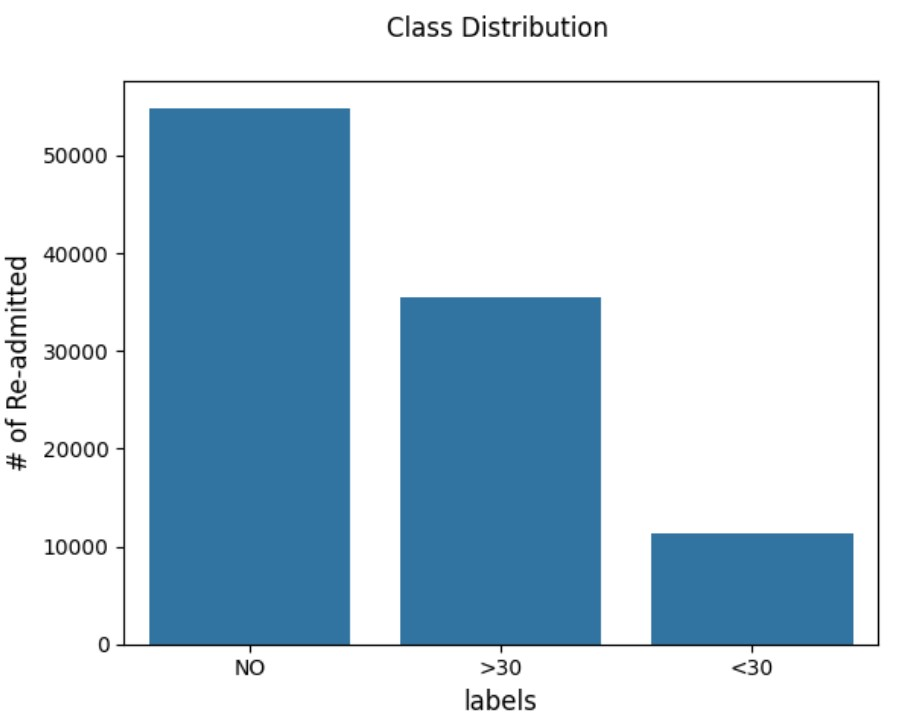 Class Distribution
# of Re-admitted
50000
40000
30000
20000
10000
0
NO >30 <30
labels